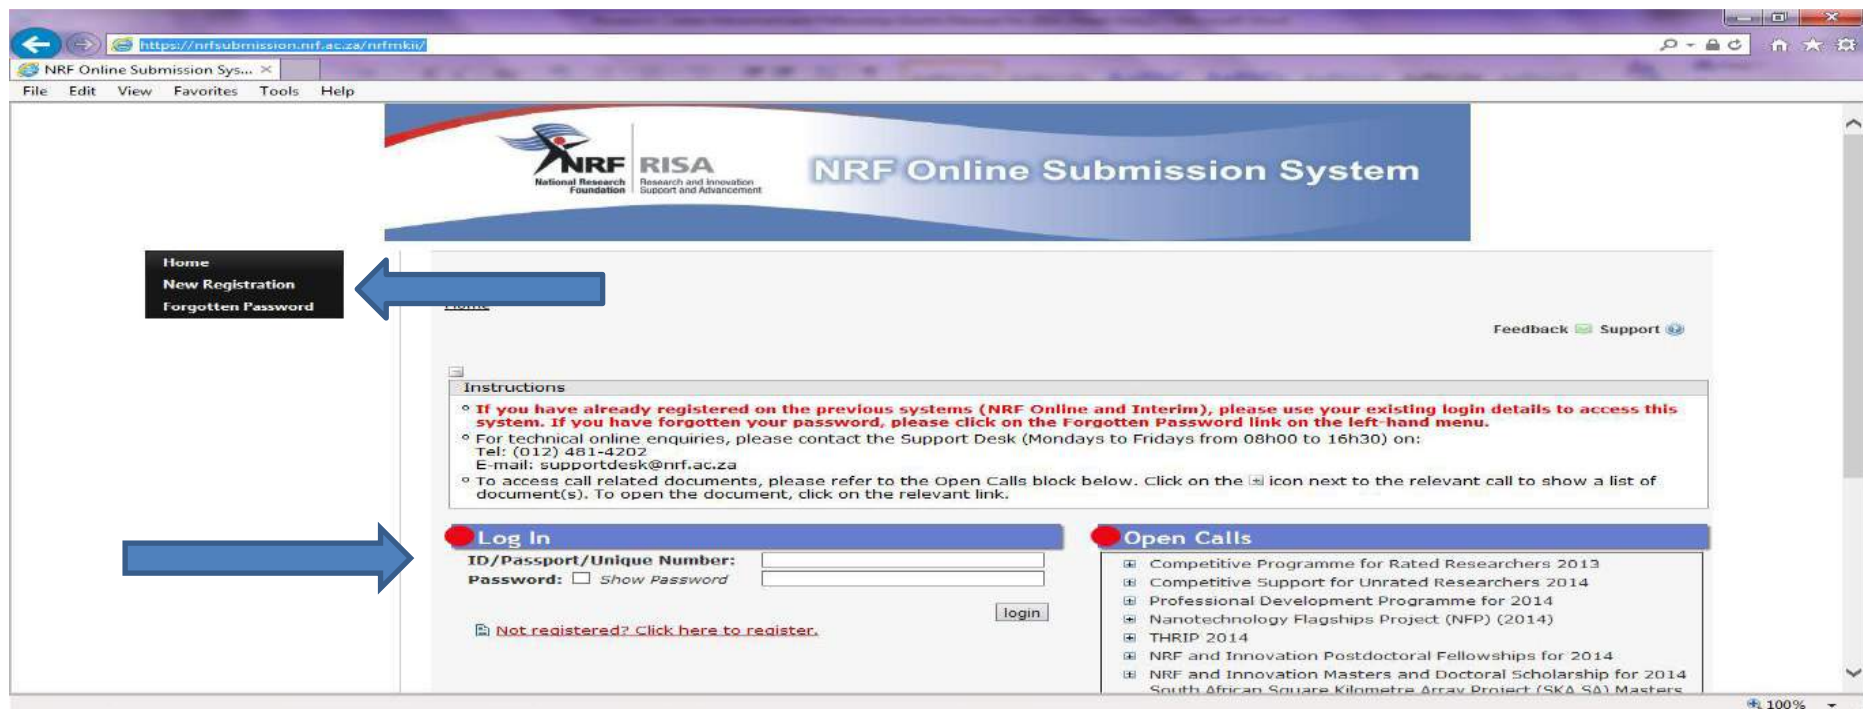 https://nrfsubmission.nrf.ac.za/nrfmkii/
NRF Online Submission Sys...
File Edit View Favorites Tools Help
NRF
National Research
Foundation
RISA
Research and Innovation
Support and Advancement
NRF Online Submission System
Home
New Registration
Forgotten Password
Home
Feedback Support
Instructions
If you have already registered on the previous systems (NRF Online and Interim), please use your existing login details to access this
system. If you have forgotten your password, please click on the Forgotten Password link on the left-hand menu.
For technical online enquiries, please contact the Support Desk (Mondays to Fridays from 08h00 to 16h30) on:
Tel: (012) 481-4202
E-mail: supportdesk@nrf.ac.za
To access call related documents, please refer to the Open Calls block below. Click on the icon next to the relevant call to show a list of
document(s). To open the document, click on the relevant link.
Log In
ID/Passport/Unique Number:
Password: Show Password
login
Not registered? Click here to register.
Open Calls
Competitive Programme for Rated Researchers 2013
Competitive Support for Unrated Researchers 2014
Professional Development Programme for 2014
Nanotechnology Flagships Project (NFP) (2014)
THRIP 2014
NRF and Innovation Postdoctoral Fellowships for 2014
NRF and Innovation Masters and Doctoral Scholarship for 2014
South African Square Kilometre Array Project (SKA SA) Masters
100%